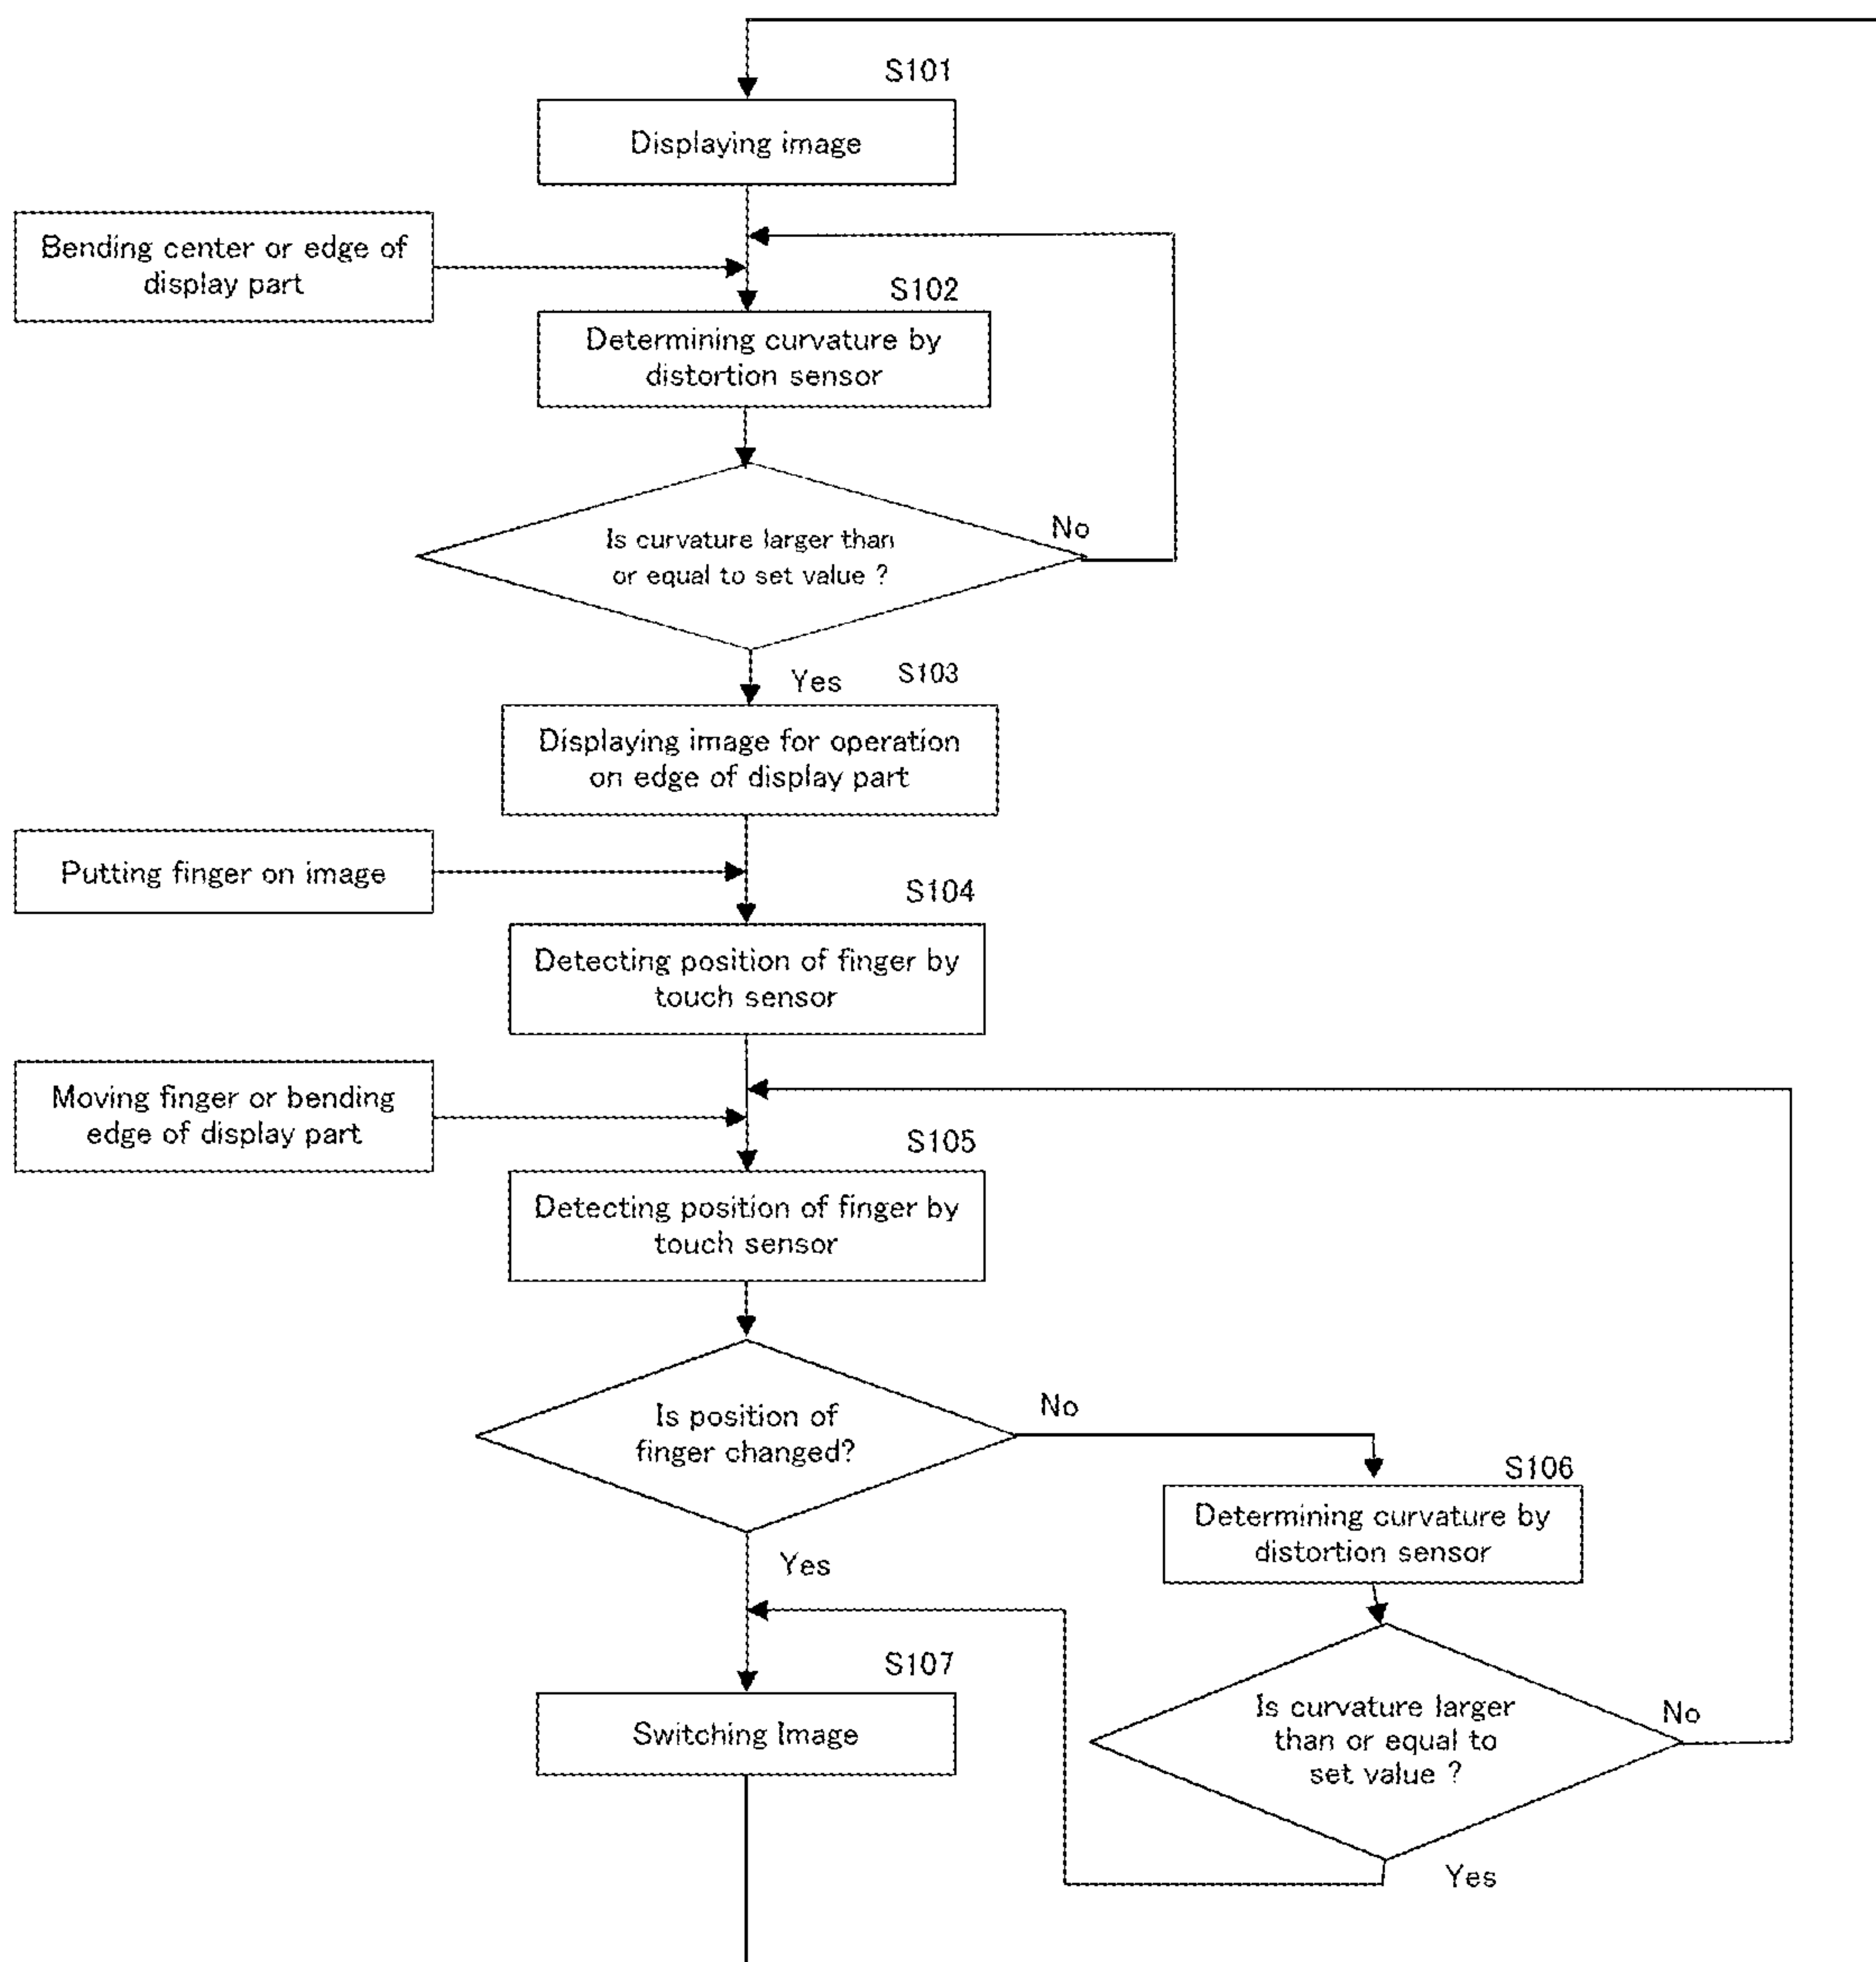 S101
Displaying image
Bending center or edge of
display part
S102
Determining curvature by
distortion sensor
Is curvature larger than
or equal to set value ?
No
Yes
S103
Displaying image for operation
on edge of display part
Putting finger on image
S104
Detecting position of finger by
touch sensor
Moving finger or bending
edge of display part
S105
Detecting position of finger by
touch sensor
Is position of
finger changed?
No
S106
Determining curvature by
distortion sensor
Yes
S107
Switching Image
Is curvature larger
than or equal to
set value ?
No
Yes